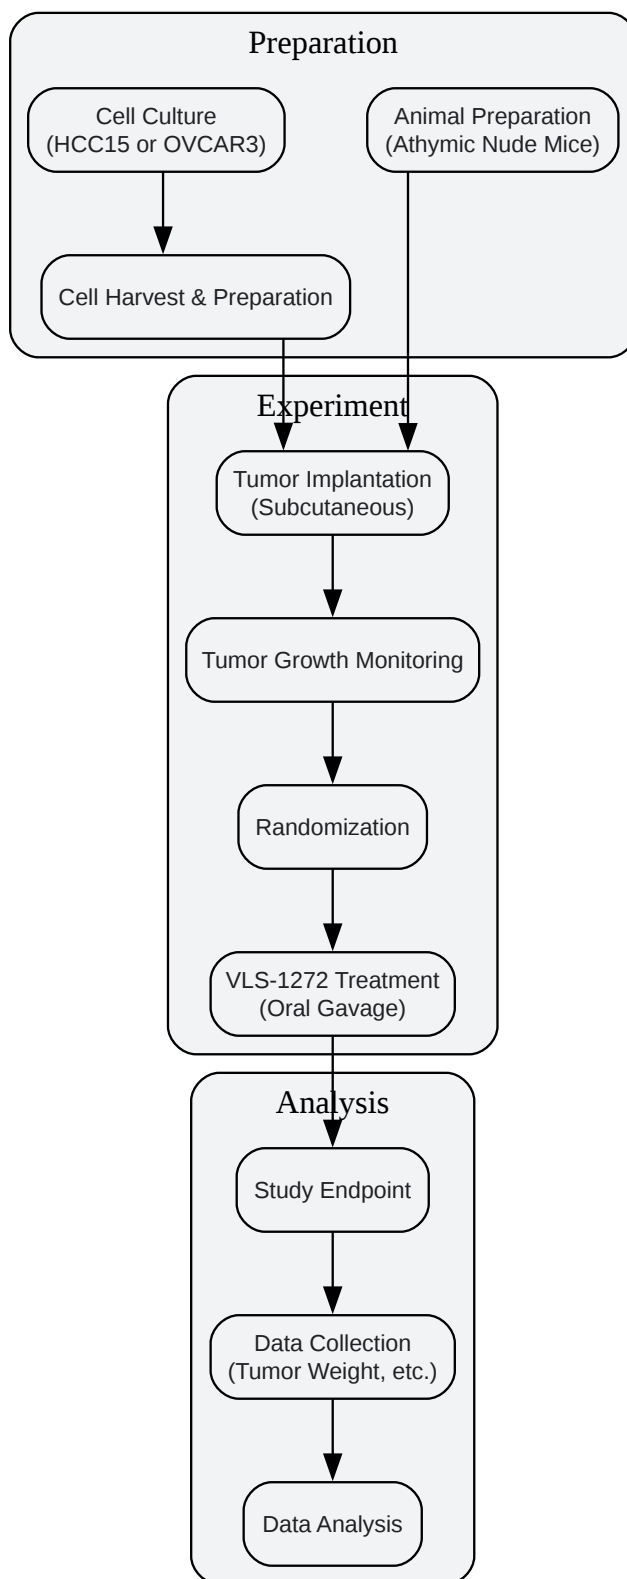 Preparation
Cell Culture
(HCC15 or OVCAR3)
Animal Preparation
(Athymic Nude Mice)
Cell Harvest & Preparation
Experiment
Tumor Implantation
(Subcutaneous)
Tumor Growth Monitoring
Randomization
VLS-1272 Treatment
(Oral Gavage)
Analysis
Study Endpoint
Data Collection
(Tumor Weight, etc.)
Data Analysis